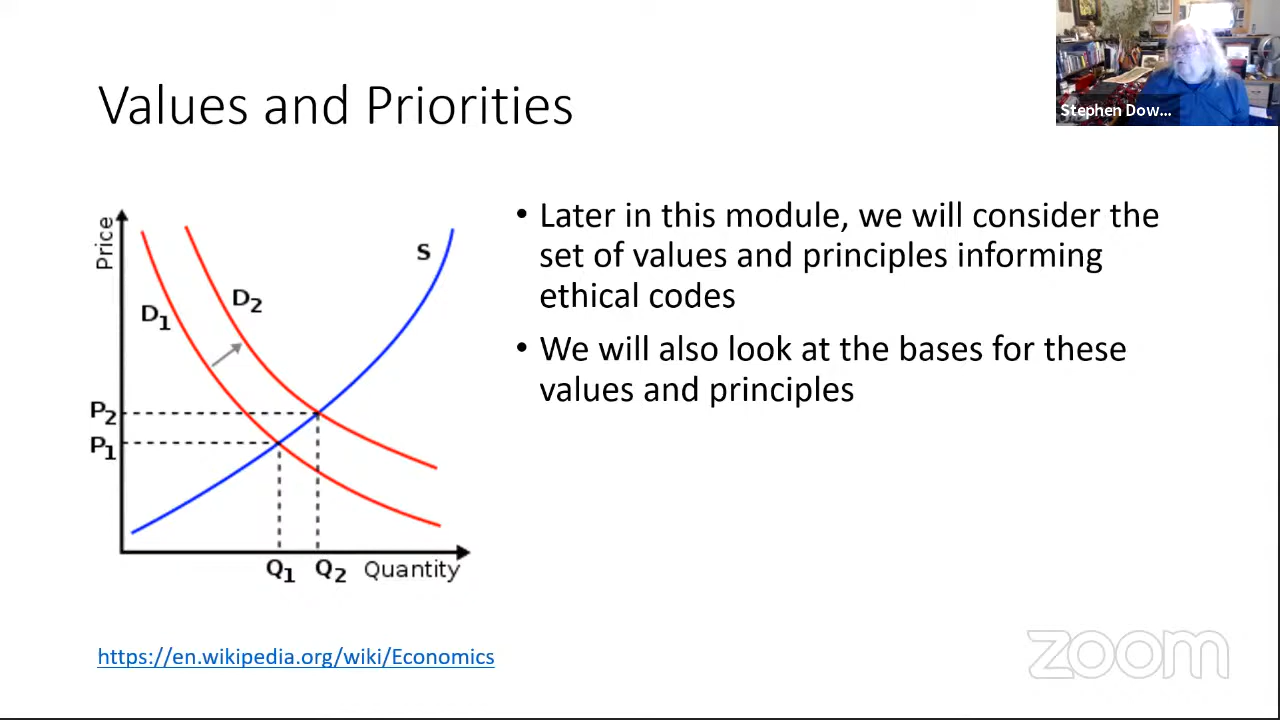 Values and Priorities
Stephen Dow...
Price
S
D2
D1
P2
P1
Q1 Q2 Quantity
• Later in this module, we will consider the
set of values and principles informing
ethical codes
• We will also look at the bases for these
values and principles
https://en.wikipedia.org/wiki/Economics
zoom